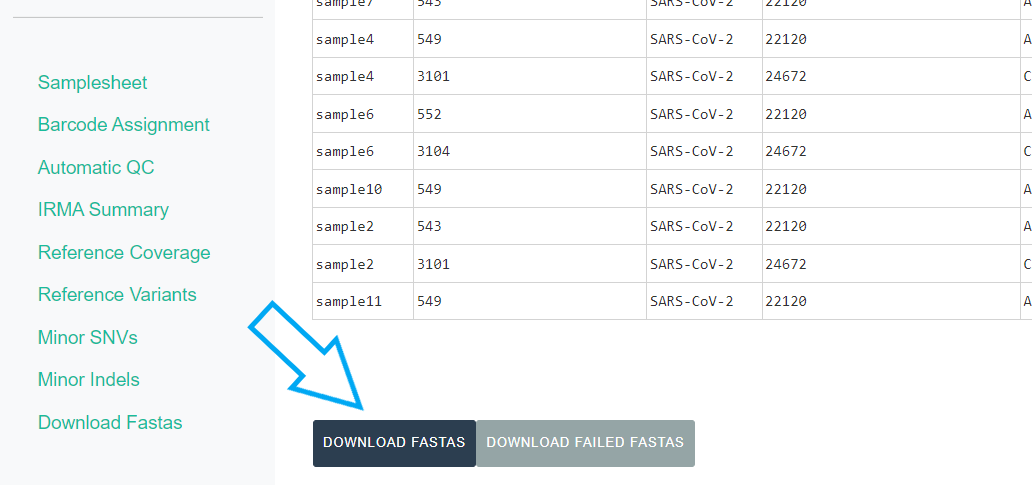 Samplesheet
Barcode Assignment
Automatic QC
IRMA Summary
Reference Coverage
Reference Variants
Minor SNVs
Minor Indels
Download Fastas
sample7 543 SARS-CoV-2 22120 A
sample4 549 SARS-CoV-2 22120 A
sample4 3101 SARS-CoV-2 24672 C
sample6 552 SARS-CoV-2 22120 A
sample6 3104 SARS-CoV-2 24672 C
sample10 549 SARS-CoV-2 22120 A
sample2 543 SARS-CoV-2 22120 A
sample2 3101 SARS-CoV-2 24672 C
sample11 549 SARS-CoV-2 22120 A
DOWNLOAD FASTAS DOWNLOAD FAILED FASTAS